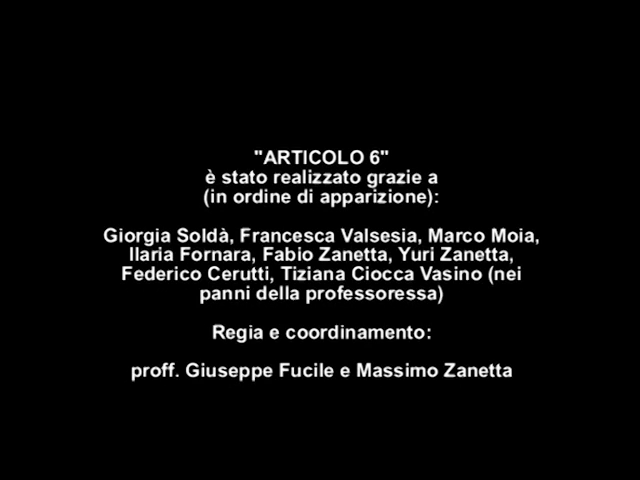 "ARTICOLO 6"
è stato realizzato grazie a
(in ordine di apparizione):
Giorgia Soldà, Francesca Valsesia, Marco Moia,
Ilaria Fornara, Fabio Zanetta, Yuri Zanetta,
Federico Cerutti, Tiziana Ciocca Vasino (nei
panni della professoressa)
Regia e coordinamento:
proff. Giuseppe Fucile e Massimo Zanetta